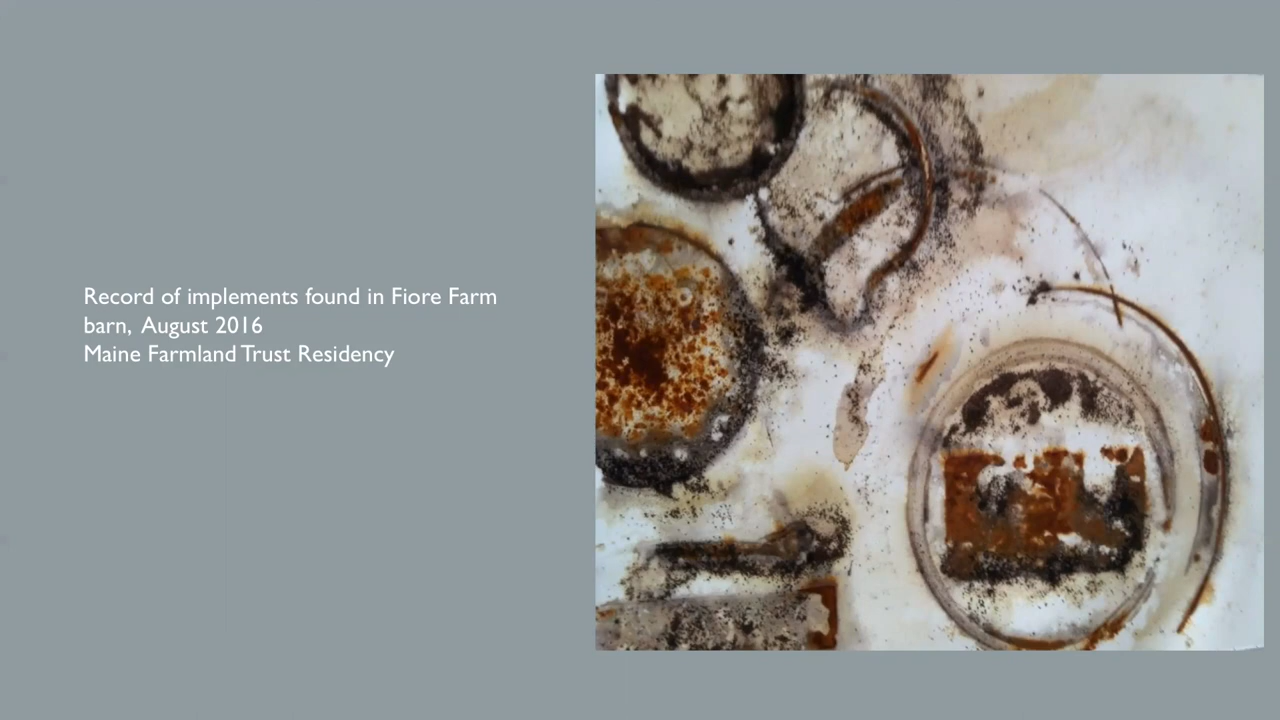 Record of implements found in Fiore Farm
barn, August 2016
Maine Farmland Trust Residency